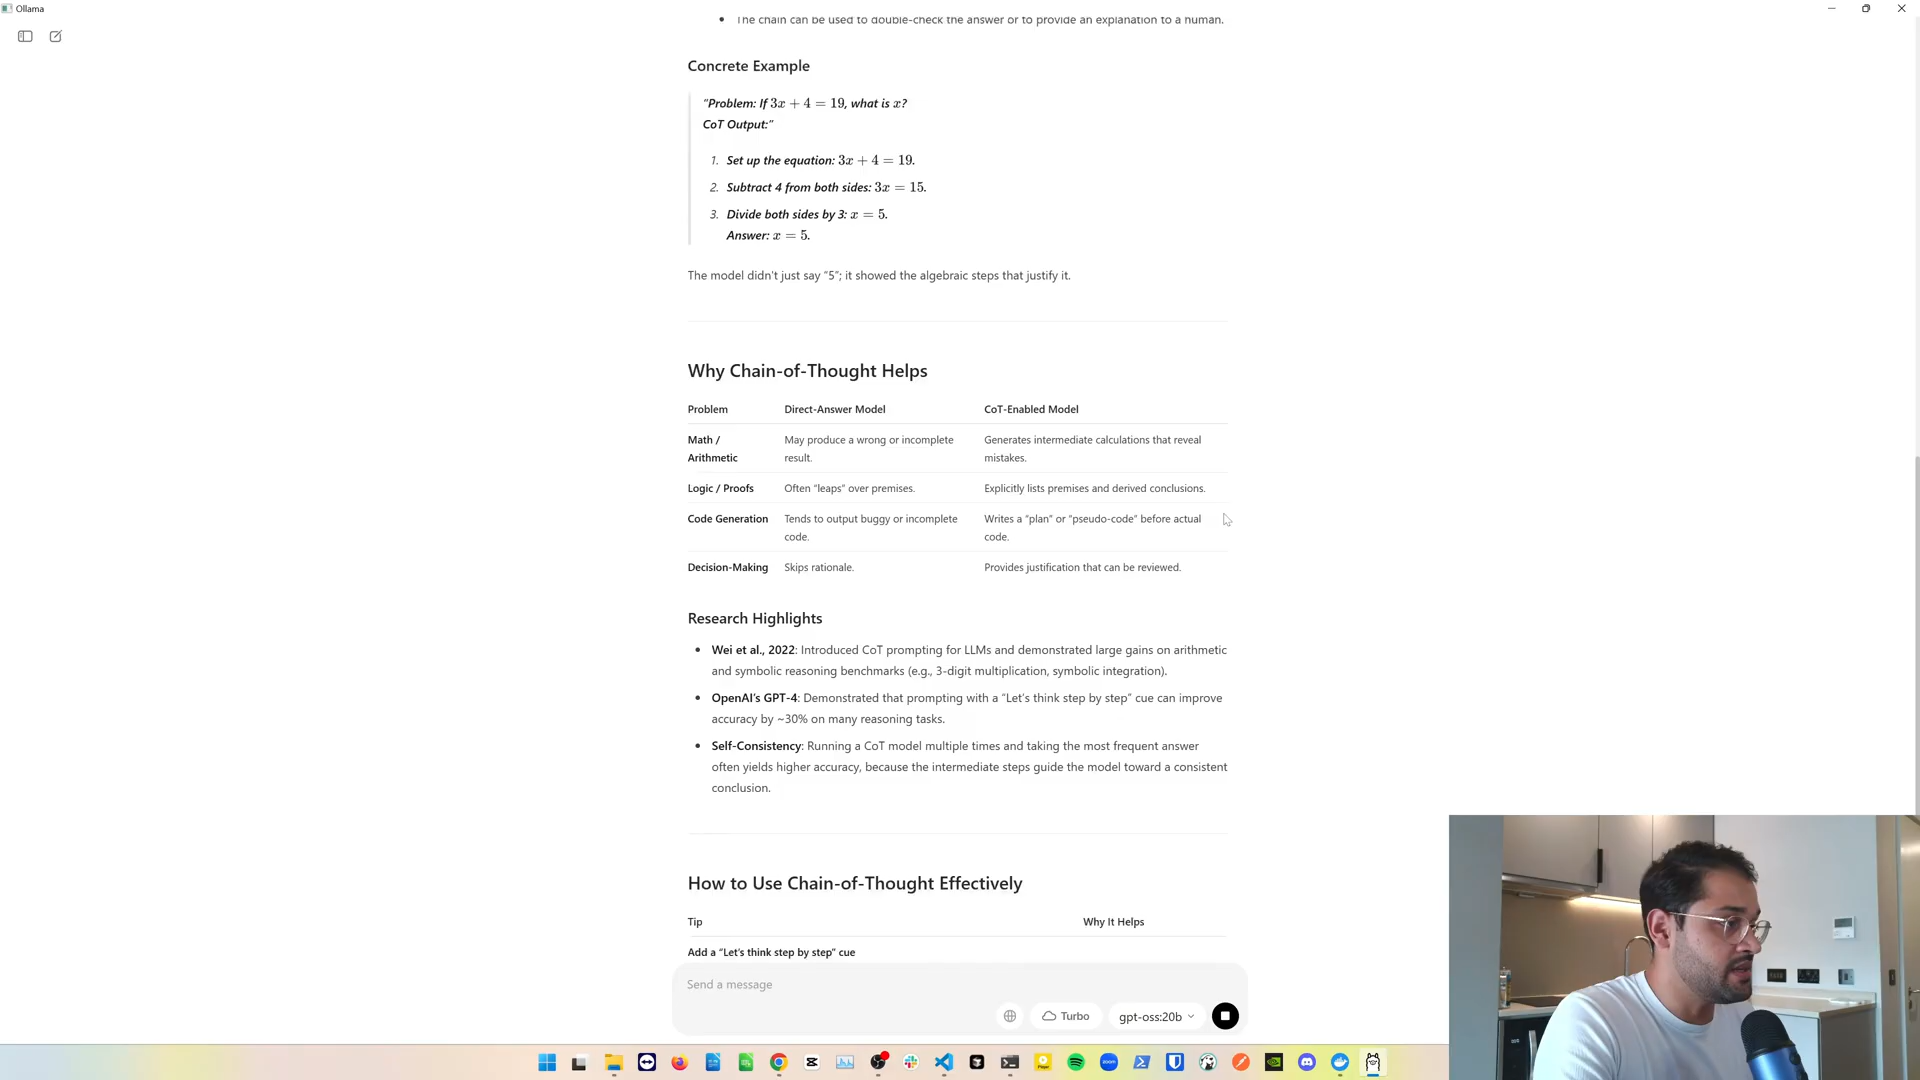 Ollama
The chain can be used to double-check the answer or to provide an explanation to a human.
Concrete Example
"Problem: If 3x + 4 = 19, what is x?
CoT Output:"
1. Set up the equation: 3x + 4 = 19.
2. Subtract 4 from both sides: 3x = 15.
3. Divide both sides by 3: x = 5.
Answer: x = 5.
The model didn't just say "5"; it showed the algebraic steps that justify it.
Why Chain-of-Thought Helps
Problem Direct-Answer Model CoT-Enabled Model
Math / May produce a wrong or incomplete Generates intermediate calculations that reveal
Arithmetic result. mistakes.
Logic / Proofs Often "leaps" over premises. Explicitly lists premises and derived conclusions.
Code Generation Tends to output buggy or incomplete Writes a "plan" or "pseudo-code" before actual
code. code.
Decision-Making Skips rationale. Provides justification that can be reviewed.
Research Highlights
Wei et al., 2022: Introduced CoT prompting for LLMs and demonstrated large gains on arithmetic
and symbolic reasoning benchmarks (e.g., 3-digit multiplication, symbolic integration).
OpenAI's GPT-4: Demonstrated that prompting with a "Let's think step by step" cue can improve
accuracy by ~30% on many reasoning tasks.
Self-Consistency: Running a CoT model multiple times and taking the most frequent answer
often yields higher accuracy, because the intermediate steps guide the model toward a consistent
conclusion.
How to Use Chain-of-Thought Effectively
Tip Why It Helps
Add a "Let's think step by step" cue
Send a message
Turbo gpt-oss:20b